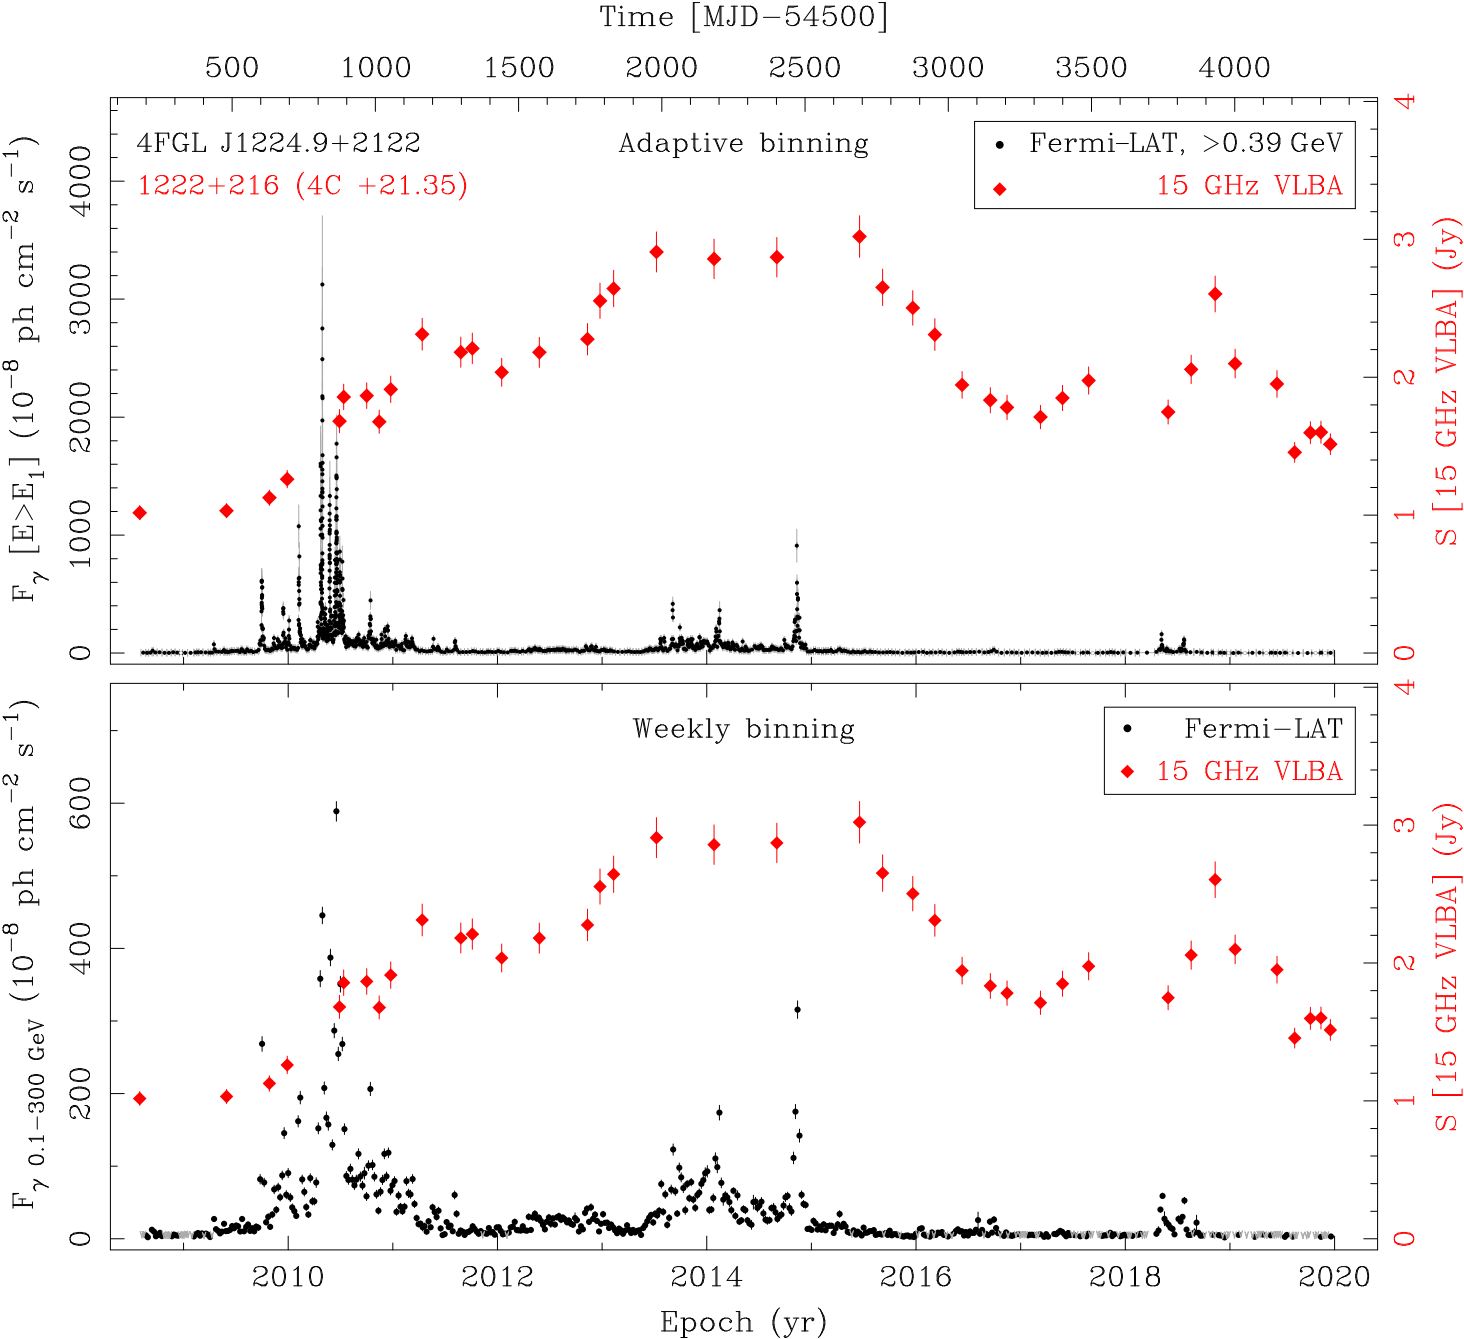 Time [MJD−54500]
500 1000 1500 2000 2500 3000 3500 4000
4FGL J1224.9+2122
1222+216 (4C +21.35)
Adaptive binning
Fermi−LAT, >0.39 GeV
15 GHz VLBA
F_γ [E>E_1] (10^−8 ph cm^−2 s^−1)
0 1000 2000 3000 4000
S [15 GHz VLBA] (Jy)
0 1 2 3 4
Weekly binning
Fermi−LAT
15 GHz VLBA
F_γ 0.1−300 GeV (10^−8 ph cm^−2 s^−1)
0 200 400 600
S [15 GHz VLBA] (Jy)
0 1 2 3 4
2010 2012 2014 2016 2018 2020
Epoch (yr)